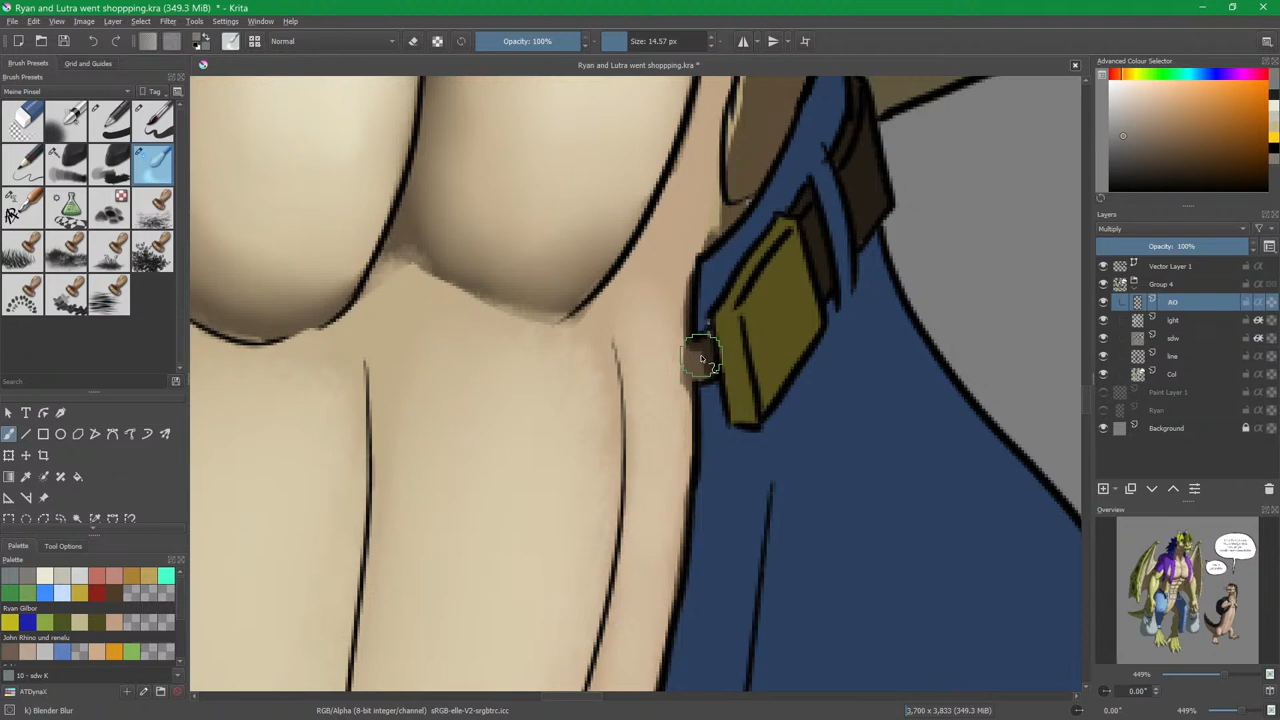 Ryan and Lutra went shoppping.kra (349.3 MiB) * - Krita
File Edit View Image Layer Select Filter Tools Settings Window Help
Normal
Opacity: 100%
Size: 14.57 px
Brush Presets Grid and Guides
Ryan and Lutra went shoppping.kra *
Advanced Colour Selector
Brush Presets
Meine Pinsel
Tag
Search
Layers
Multiply
Opacity: 100%
Vector Layer 1
Group 4
AO
lght
sdw
line
Col
Paint Layer 1
Ryan
Background
Overview
Palette Tool Options
Palette
Ryan Gilbor
John Rhino und renelu
10 - sdw K
ATDynaX
449%
0.00°
k) Blender Blur
RGB/Alpha (8-bit integer/channel) sRGB-elle-V2-srgbtrc.icc
3,700 x 3,833 (349.3 MiB)
0.00°
449%